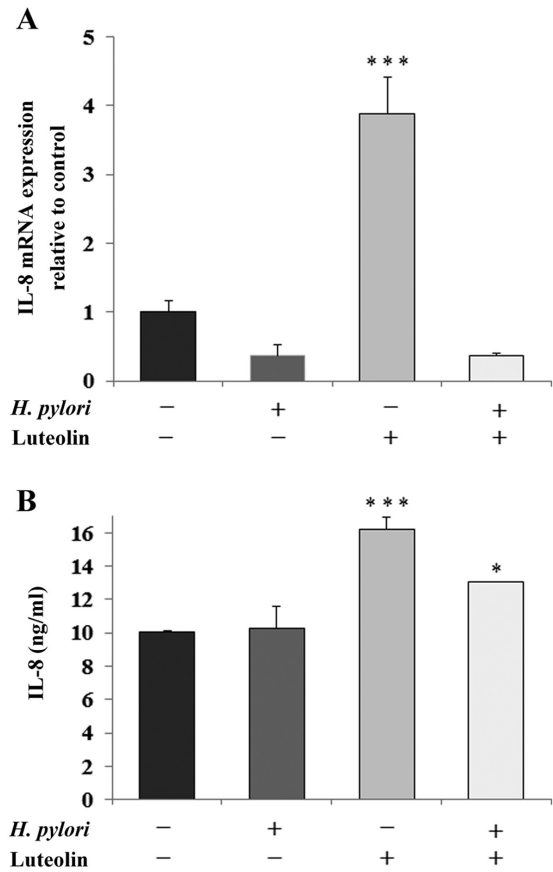 A
IL-8 mRNA expression
relative to control
5
4
3
2
1
0
***
H. pylori − + − +
Luteolin − − + +
B
IL-8 (ng/ml)
16
14
12
10
8
6
4
2
0
***
*
H. pylori − + − +
Luteolin − − + +